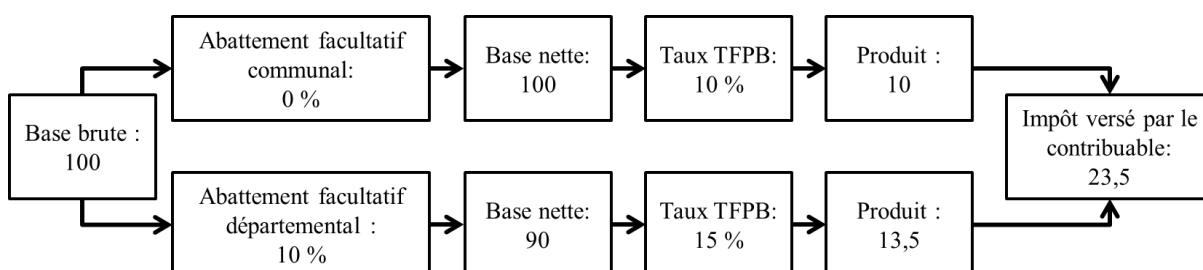 Base brute :
100
Abattement facultatif
communal:
0 %
Base nette:
100
Taux TFPB:
10 %
Produit :
10
Abattement facultatif
départemental :
10 %
Base nette:
90
Taux TFPB:
15 %
Produit :
13,5
Impôt versé par le
contribuable:
23,5